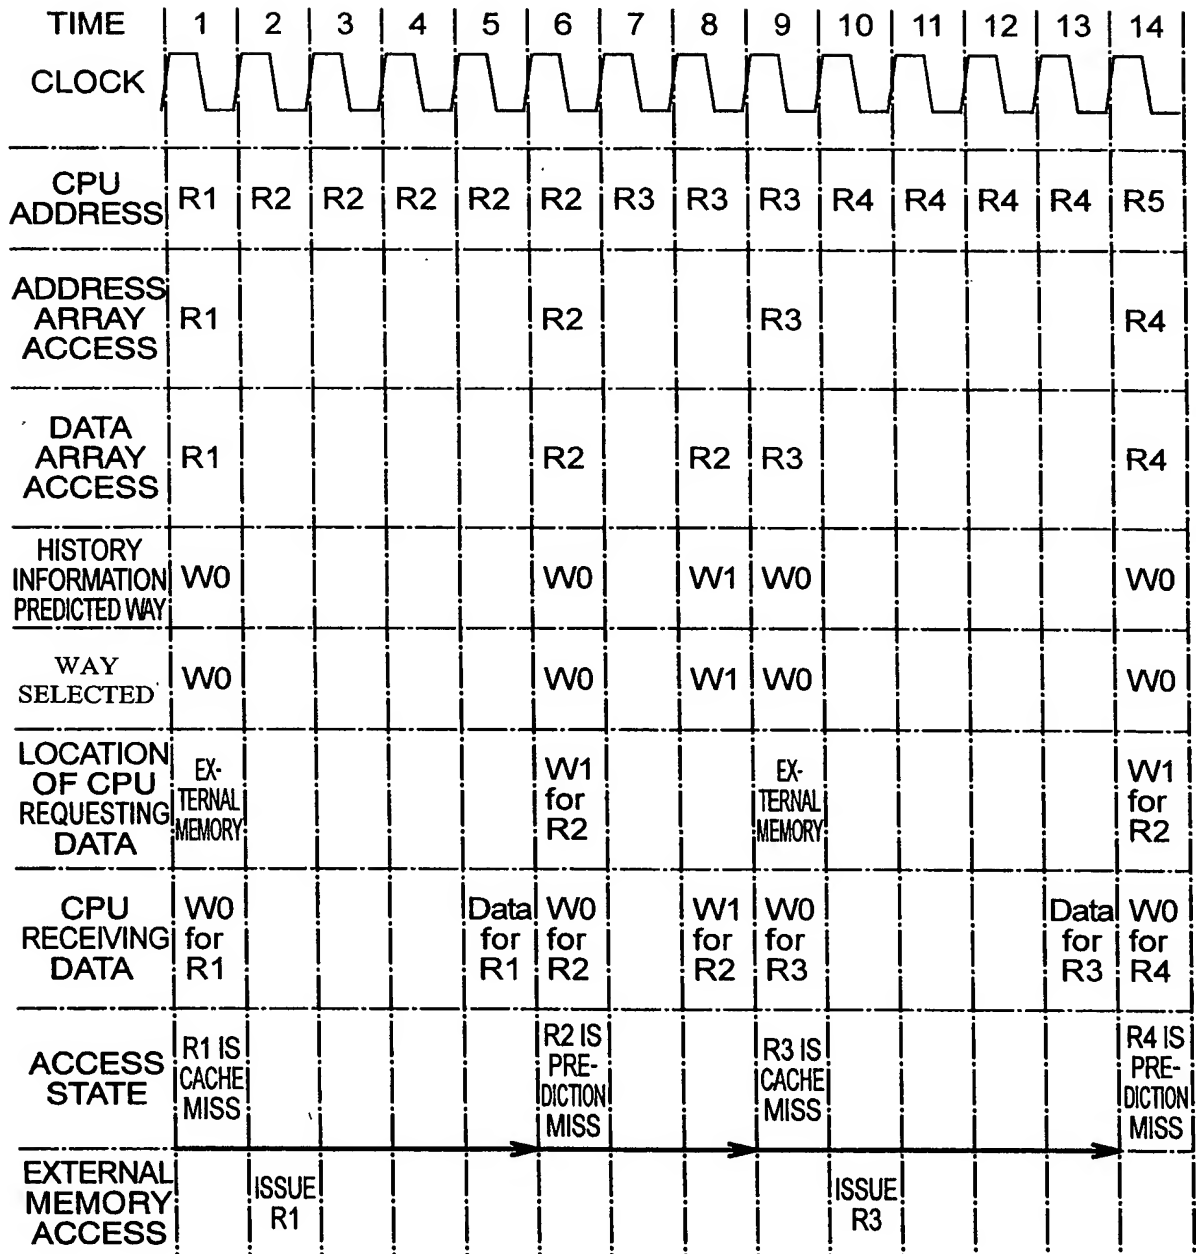 TIME 1 2 3 4 5 6 7 8 9 10 11 12 13 14
CLOCK
CPU
ADDRESS R1 R2 R2 R2 R2 R2 R3 R3 R3 R4 R4 R4 R4 R5
ADDRESS
ARRAY
ACCESS R1 R2 R3 R4
DATA
ARRAY
ACCESS R1 R2 R2 R3 R4
HISTORY
INFORMATION
PREDICTED WAY W0 W0 W1 W0 W0
WAY
SELECTED W0 W0 W1 W0 W0
LOCATION
OF CPU
REQUESTING
DATA
EX-
TERNAL
MEMORY
W1
for
R2
EX-
TERNAL
MEMORY
W1
for
R2
CPU
RECEIVING
DATA
W0
for
R1
Data
for
R1
W0
for
R2
W1
for
R2
W0
for
R3
Data
for
R3
W0
for
R4
ACCESS
STATE
R1 IS
CACHE
MISS
R2 IS
PRE-
DICTION
MISS
R3 IS
CACHE
MISS
R4 IS
PRE-
DICTION
MISS
EXTERNAL
MEMORY
ACCESS
ISSUE
R1
ISSUE
R3